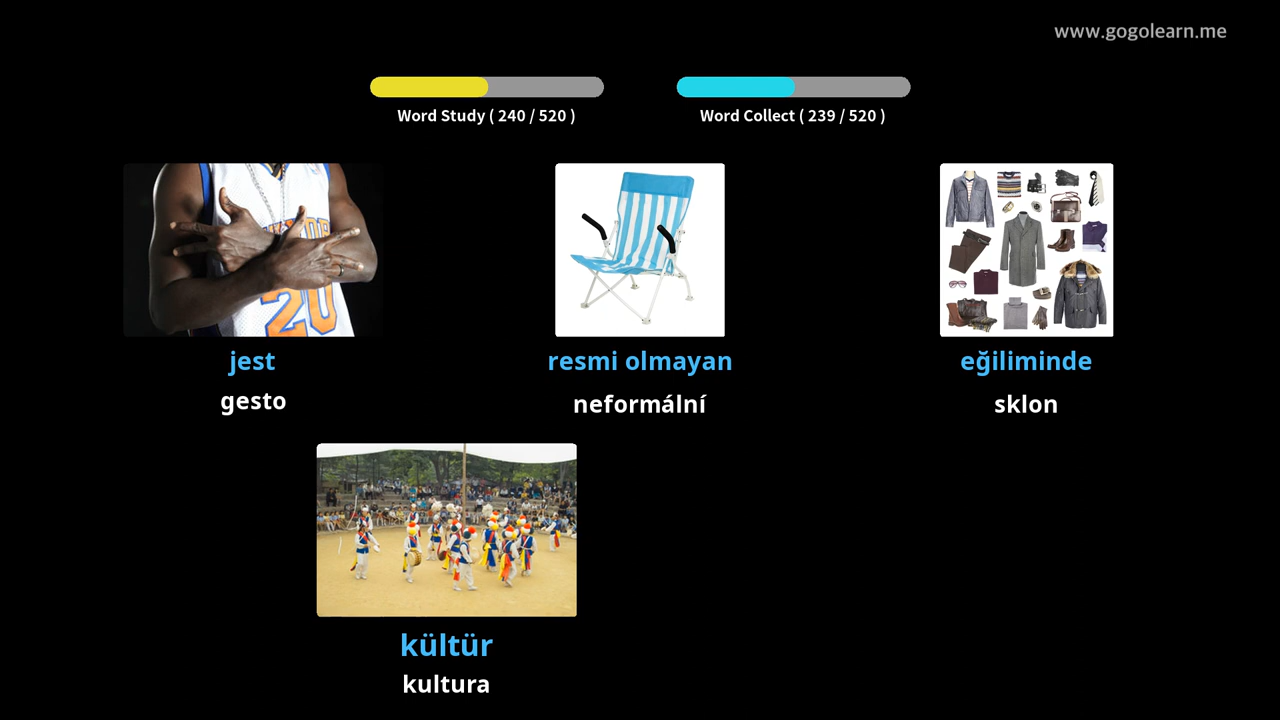 www.gogolearn.me
Word Study ( 240 / 520 )
Word Collect ( 239 / 520 )
20
jest
gesto
resmi olmayan
neformální
eğiliminde
sklon
kültür
kultura